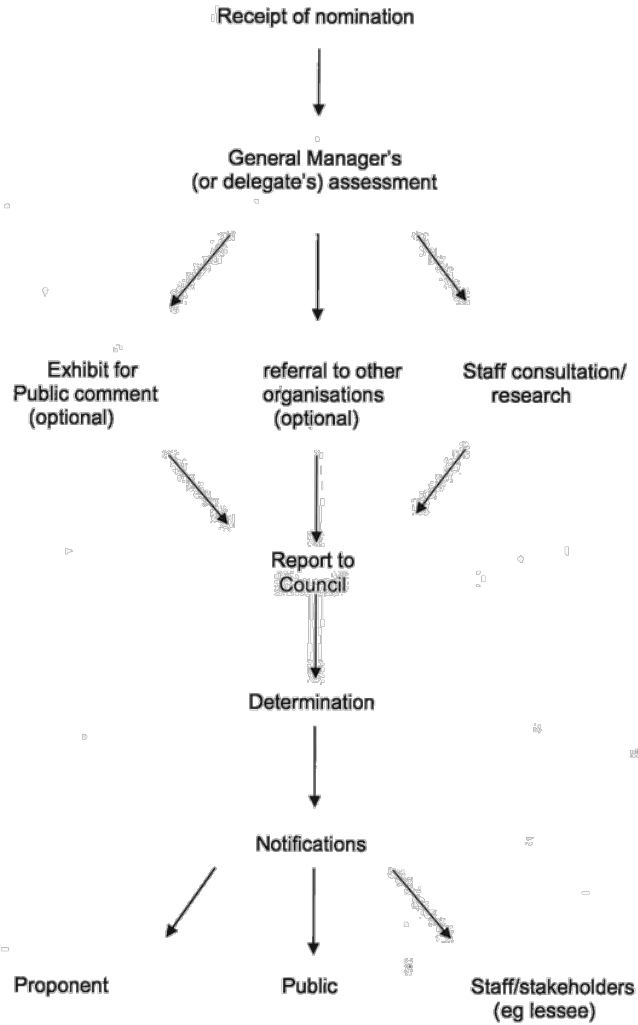 Receipt of nomination
General Manager's
(or delegate's) assessment
Exhibit for
Public comment
(optional)
referral to other
organisations
(optional)
Staff consultation/
research
Report to
Council
Determination
Notifications
Proponent
Public
Staff/stakeholders
(eg lessee)